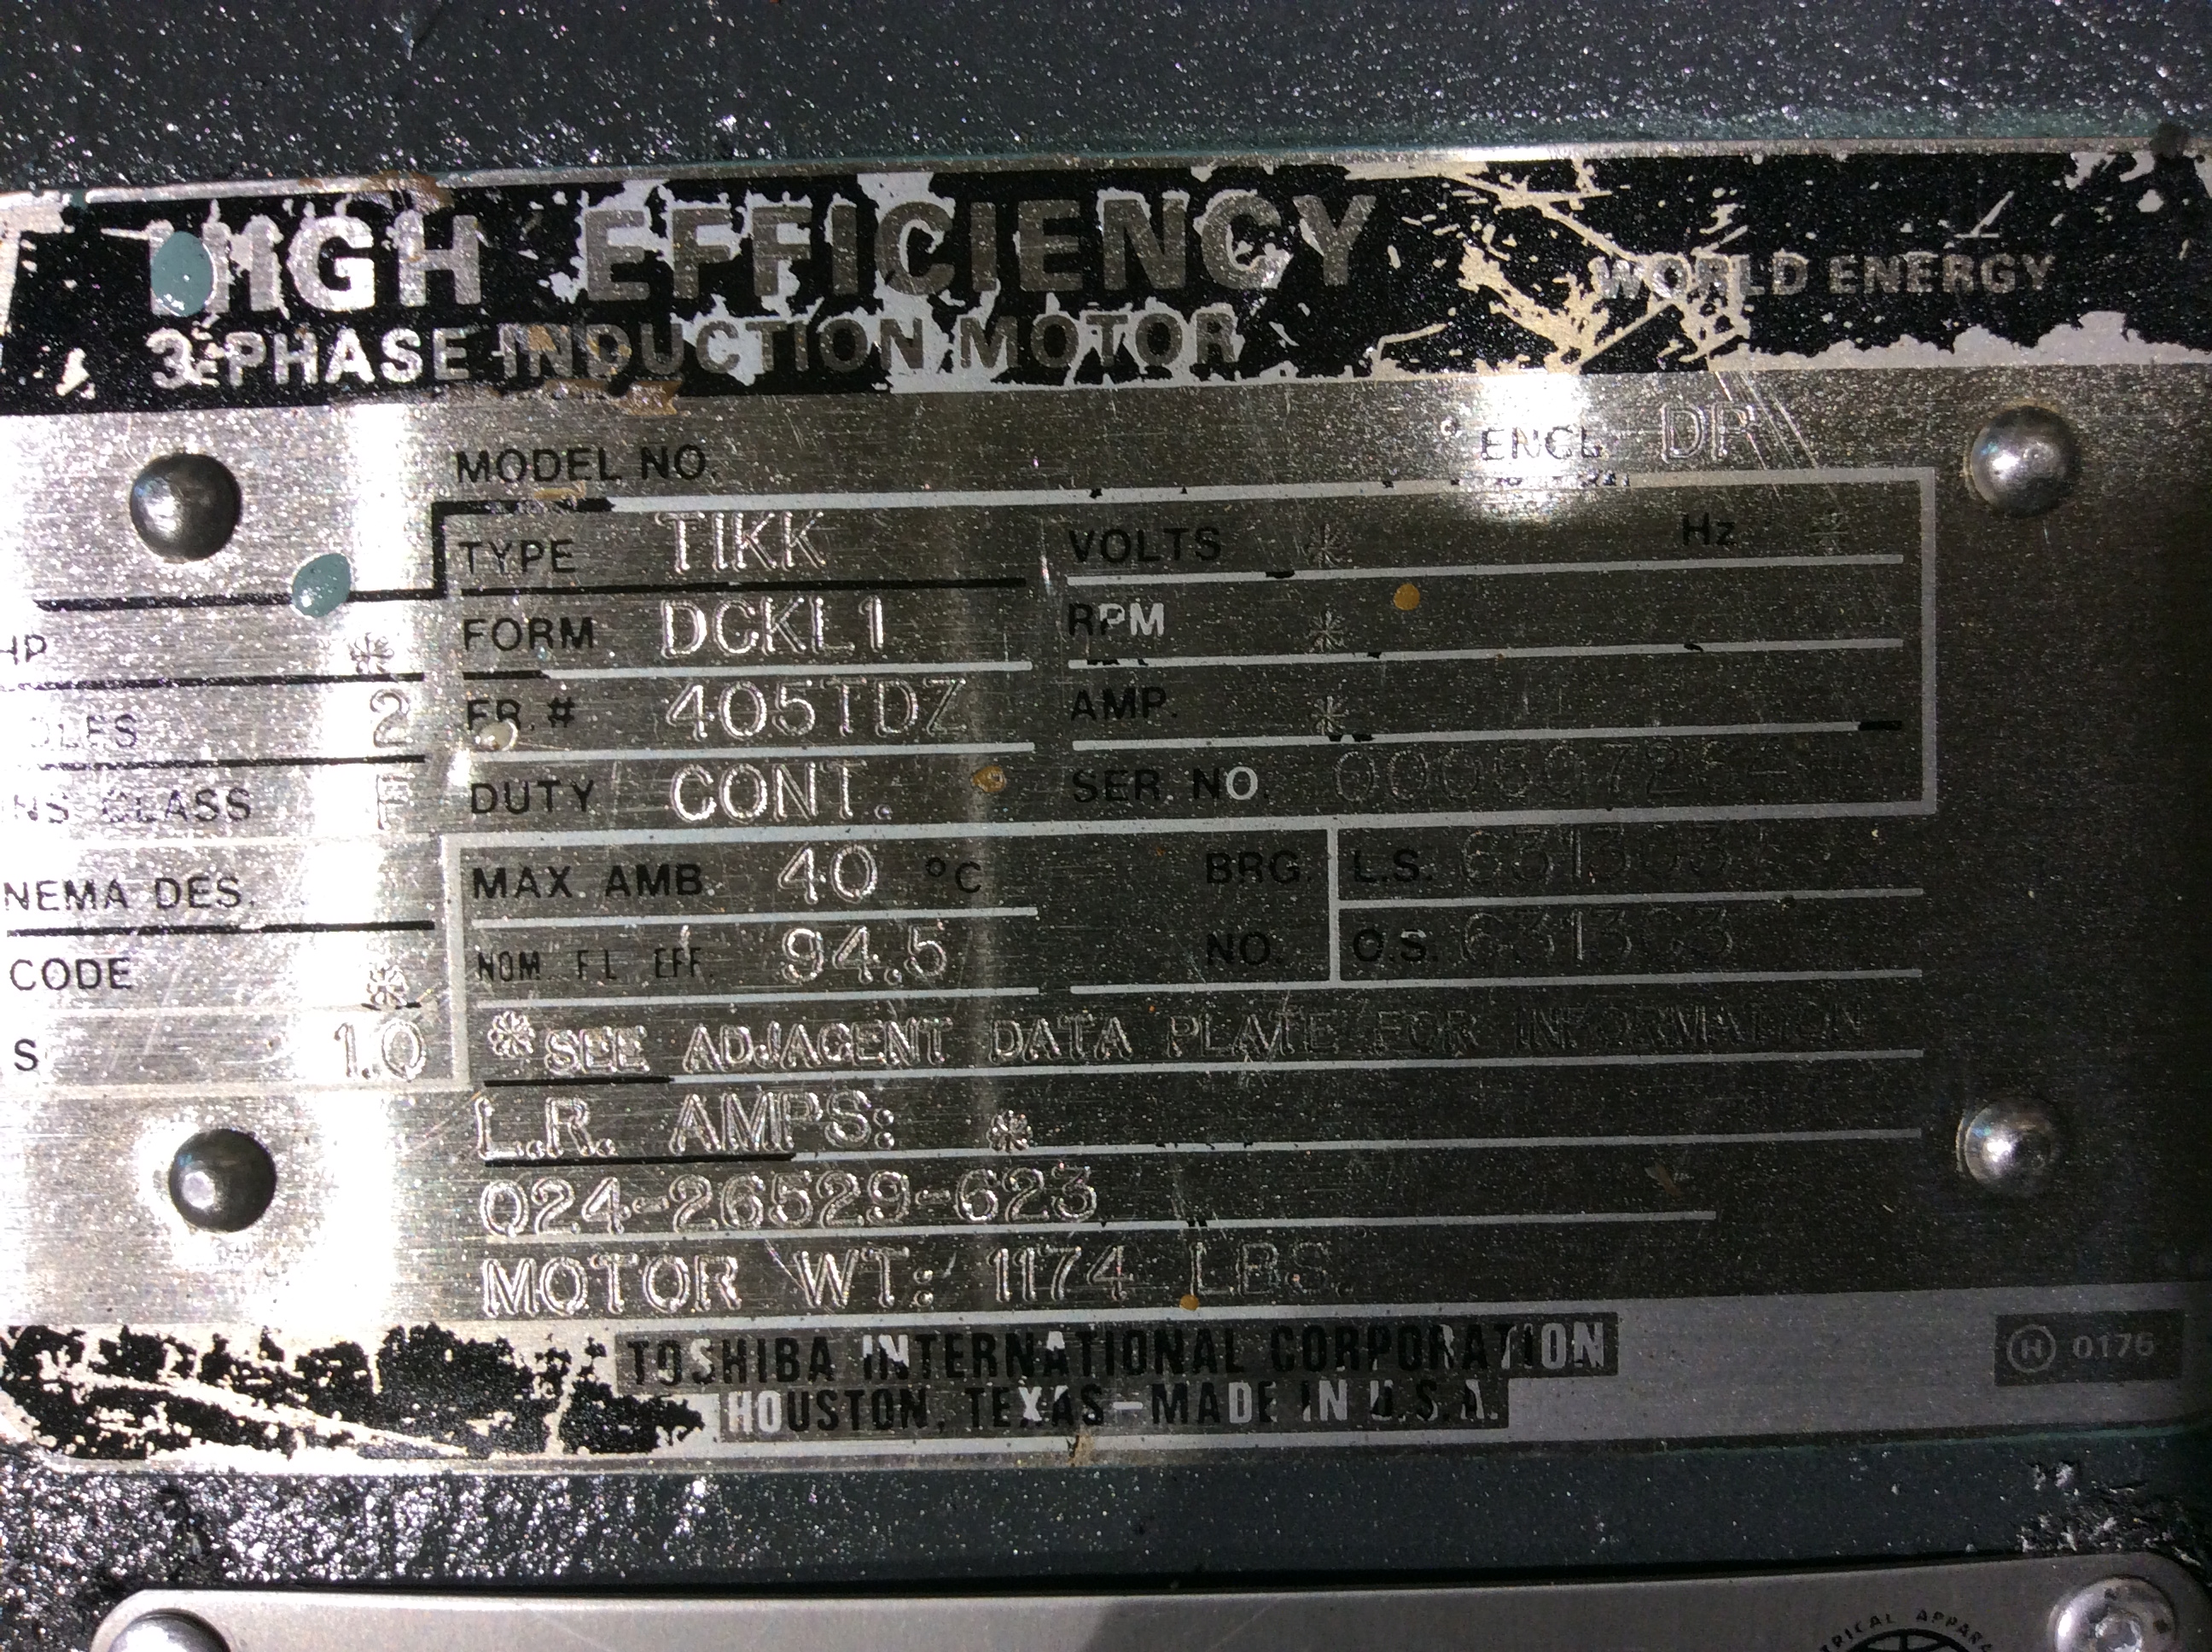 HIGH EFFICIENCY
3-PHASE INDUCTION MOTOR
WORLD ENERGY
MODEL NO. ENCL DP
TYPE TIKK VOLTS * Hz *
HP * FORM DCKL1 RPM *
2 FR.# 405TDZ AMP. *
CLASS F DUTY CONT. SER. NO.
NEMA DES. MAX. AMB. 40 °C BRG. L.S. 6313C3
CODE * NOM. F.L. EFF. 94.5 NO. O.S. 6313C3
S 1.0 *SEE ADJACENT DATA PLATE FOR INFORMATION
L.R. AMPS: *
024-26529-623
MOTOR WT: 1174 LBS.
TOSHIBA INTERNATIONAL CORPORATION
HOUSTON, TEXAS-MADE IN U.S.A.
H 0176